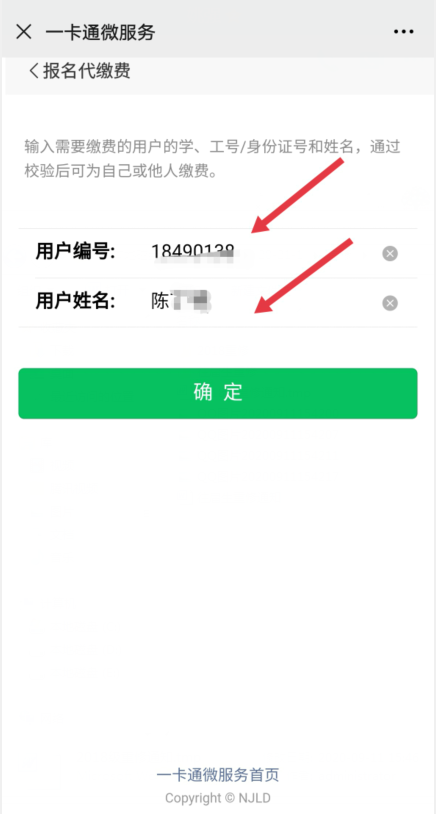 一卡通微服务
报名代缴费
输入需要缴费的用户的学、工号/身份证号和姓名，通过
校验后可为自己或他人缴费。
用户编号: 18490138
用户姓名: 陈
确 定
一卡通微服务首页
Copyright © NJLD